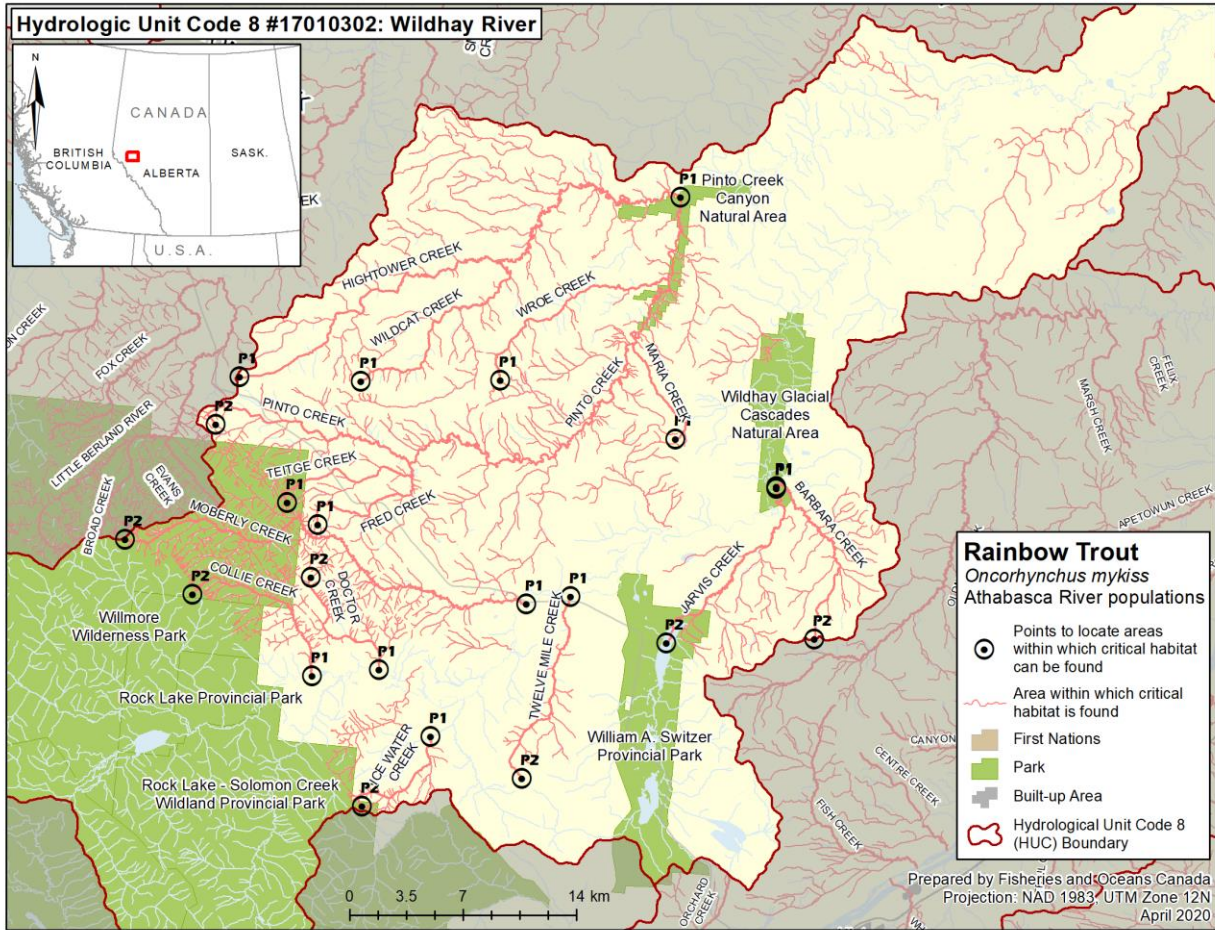 Hydrologic Unit Code 8 #17010302: Wildhay River
N
CANADA
BRITISH
COLUMBIA
ALBERTA
SASK.
U.S.A.
P1
Pinto Creek
Canyon
Natural Area
HIGHTOWER CREEK
WILDCAT CREEK
WROE CREEK
FOX CREEK
P1
P1
P1
PINTO CREEK
MARIA CREEK
Wildhay Glacial
Cascades
Natural Area
MARSH CREEK
FELIX
CREEK
P2
PINTO CREEK
LITTLE BERLAND RIVER
TEITGE CREEK
EVANS
CREEK
BROAD CREEK
P1
P1
FRED CREEK
P1
BARBARA CREEK
APETOWUN CREEK
P2
MOBERLY CREEK
P2
COLLIE CREEK
P2
DOCTOR
CREEK
P1
P1
JARVIS CREEK
P2
P2
Willmore
Wilderness Park
P1
P1
TWELVE MILE CREEK
Rock Lake Provincial Park
P1
ICE WATER
CREEK
P2
William A. Switzer
Provincial Park
Rock Lake - Solomon Creek
Wildland Provincial Park
P2
CANYON
CENTRE CREEK
FISH CREEK
ORCHARD
CREEK
0 3.5 7 14 km
Rainbow Trout
Oncorhynchus mykiss
Athabasca River populations
Points to locate areas
within which critical habitat
can be found
Area within which critical
habitat is found
First Nations
Park
Built-up Area
Hydrological Unit Code 8
(HUC) Boundary
Prepared by Fisheries and Oceans Canada
Projection: NAD 1983, UTM Zone 12N
April 2020